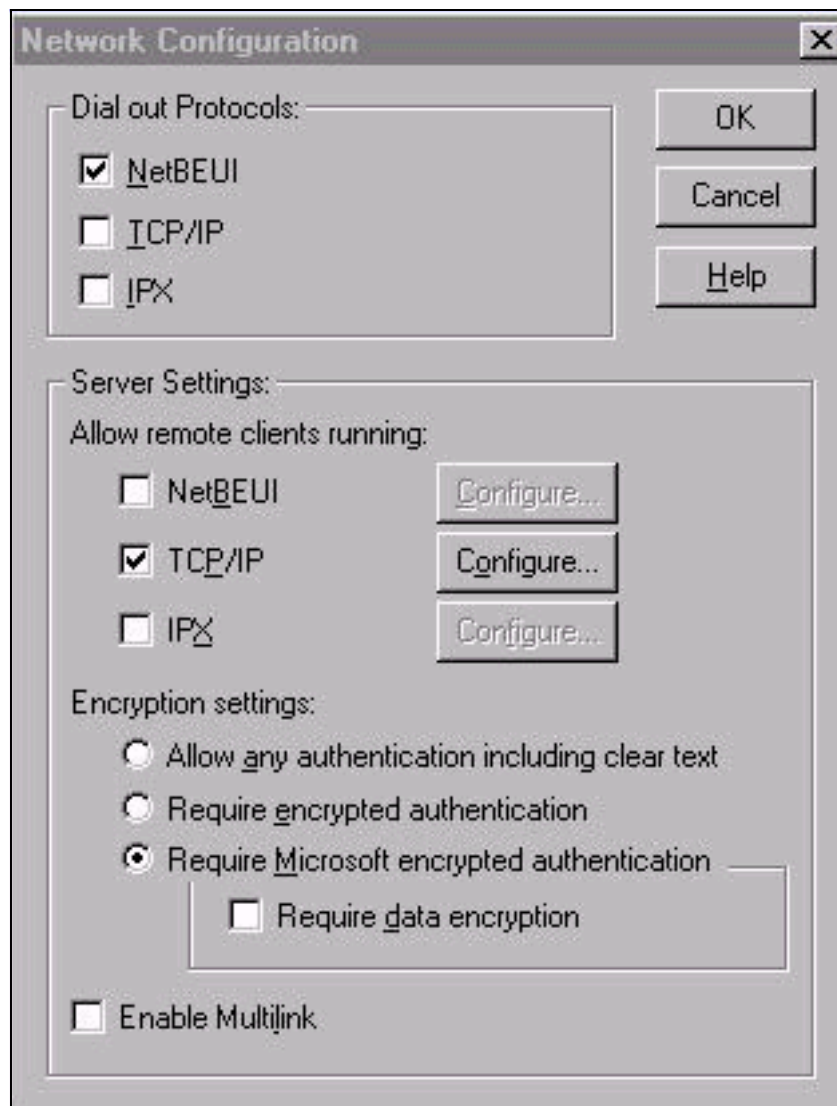 Network Configuration
Dial out Protocols:
OK
NetBEUI
Cancel
TCP/IP
IPX
Help
Server Settings:
Allow remote clients running:
NetBEUI Configure...
TCP/IP Configure...
IPX Configure...
Encryption settings:
Allow any authentication including clear text
Require encrypted authentication
Require Microsoft encrypted authentication
Require data encryption
Enable Multilink